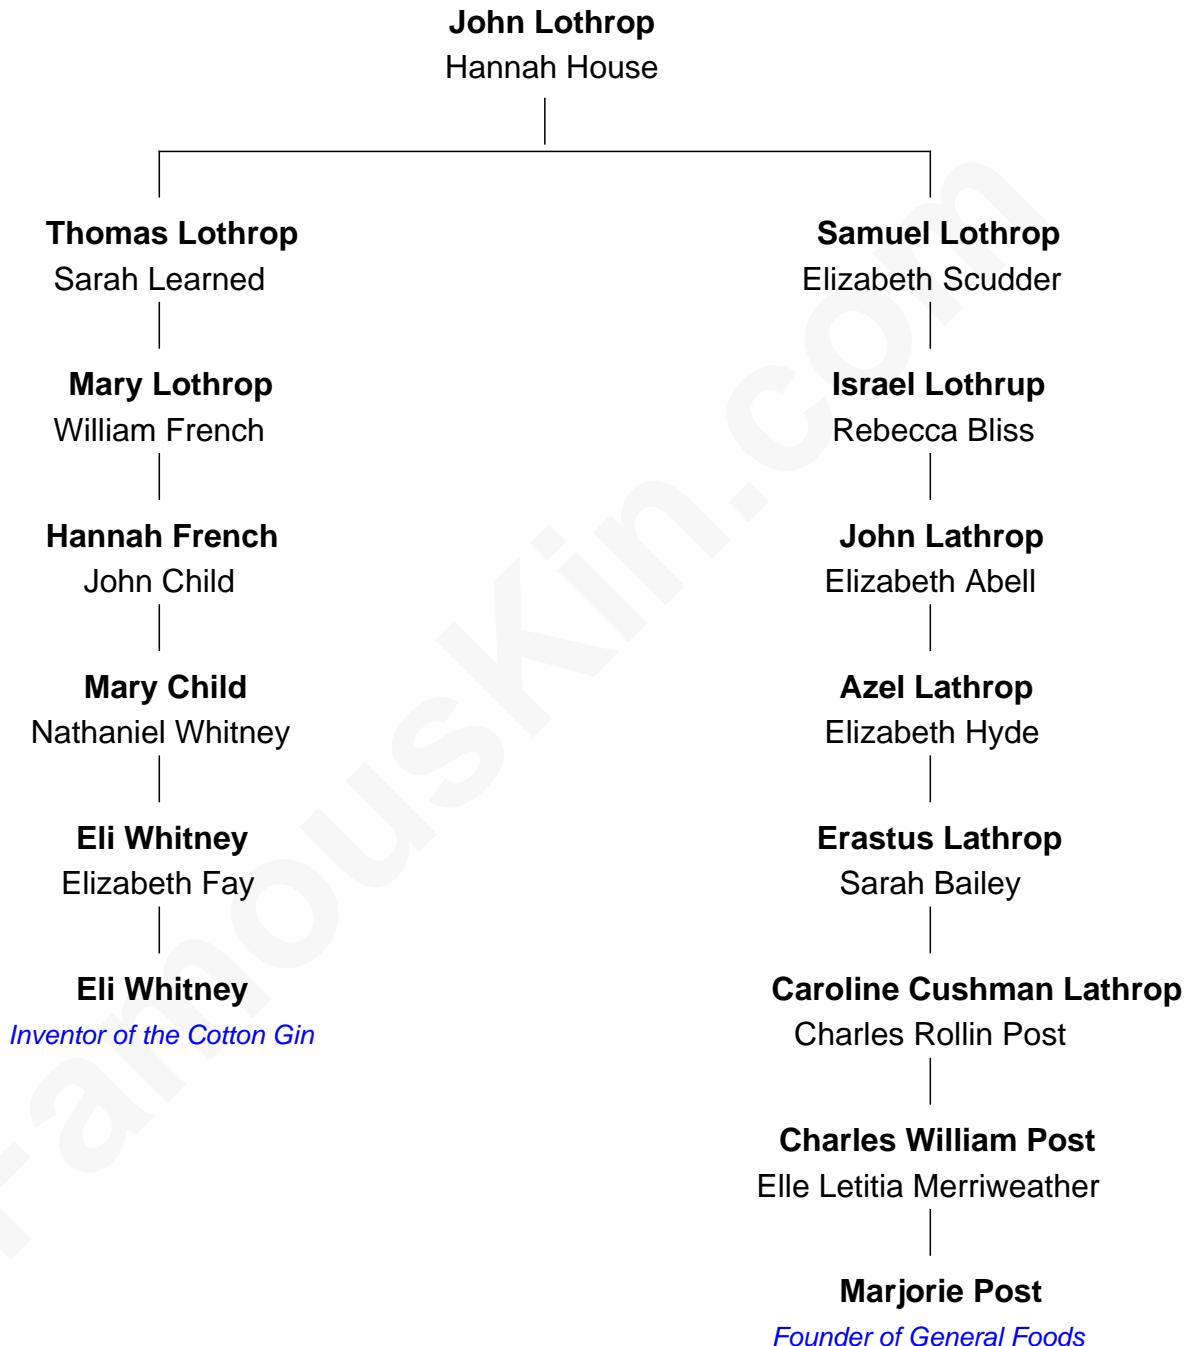 John Lothrop
Hannah House
Thomas Lothrop
Sarah Learned
Mary Lothrop
William French
Hannah French
John Child
Mary Child
Nathaniel Whitney
Eli Whitney
Elizabeth Fay
Eli Whitney
Inventor of the Cotton Gin
Samuel Lothrop
Elizabeth Scudder
Israel Lothrup
Rebecca Bliss
John Lathrop
Elizabeth Abell
Azel Lathrop
Elizabeth Hyde
Erastus Lathrop
Sarah Bailey
Caroline Cushman Lathrop
Charles Rollin Post
Charles William Post
Elle Letitia Merriweather
Marjorie Post
Founder of General Foods
FamousKin.com